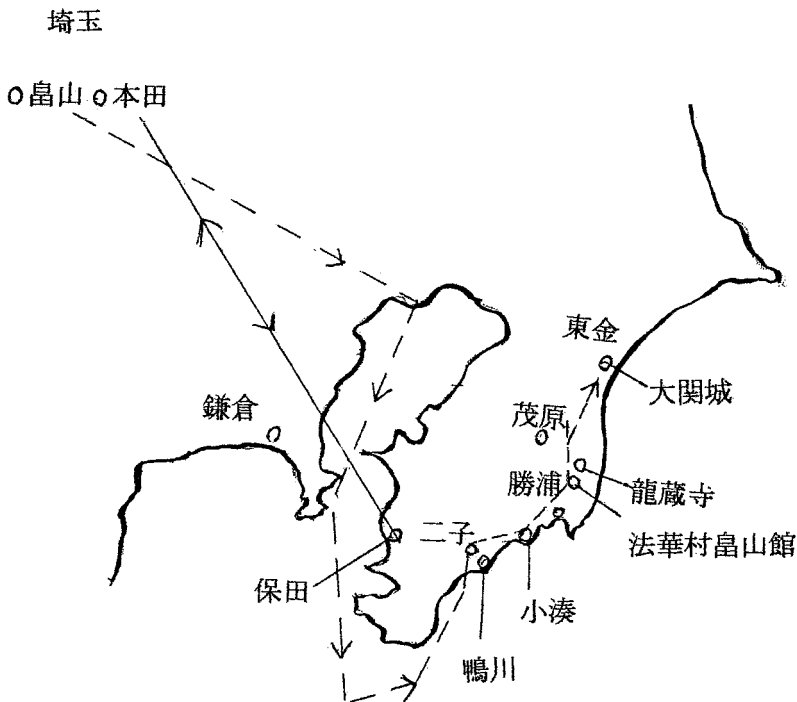 埼玉
畠山
本田
東金
大関城
鎌倉
茂原
勝浦
龍蔵寺
法華村畠山館
二子
保田
小湊
鴨川